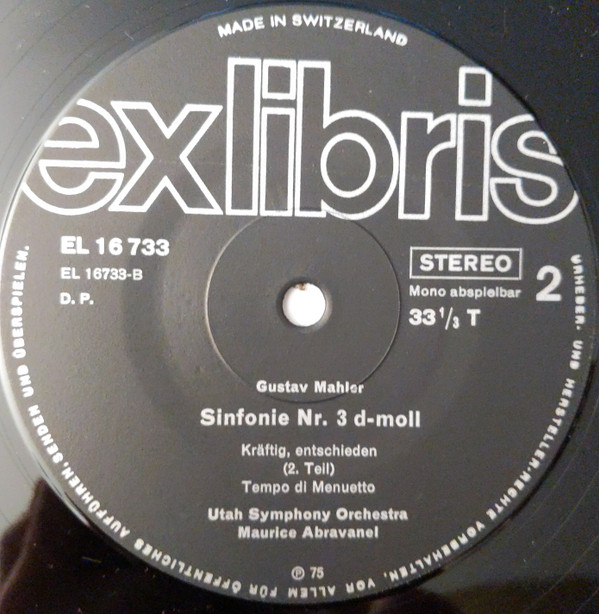 MADE IN SWITZERLAND
exlibris
EL 16 733
EL 16733-B
D. P.
STEREO
Mono abspielbar
33 1/3 T
2
Gustav Mahler
Sinfonie Nr. 3 d-moll
Kräftig, entschieden
(2. Teil)
Tempo di Menuetto
Utah Symphony Orchestra
Maurice Abravanel
℗ 75
URHEBER- UND HERSTELLER-RECHTE VORBEHALTEN, VOR ALLEM FÜR ÖFFENTLICHES AUFFÜHREN, SENDEN UND ÜBERSPIELEN.